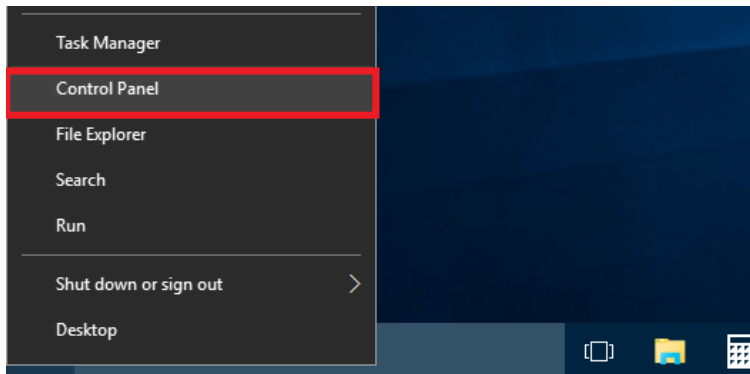 Task Manager
Control Panel
File Explorer
Search
Run
Shut down or sign out
Desktop